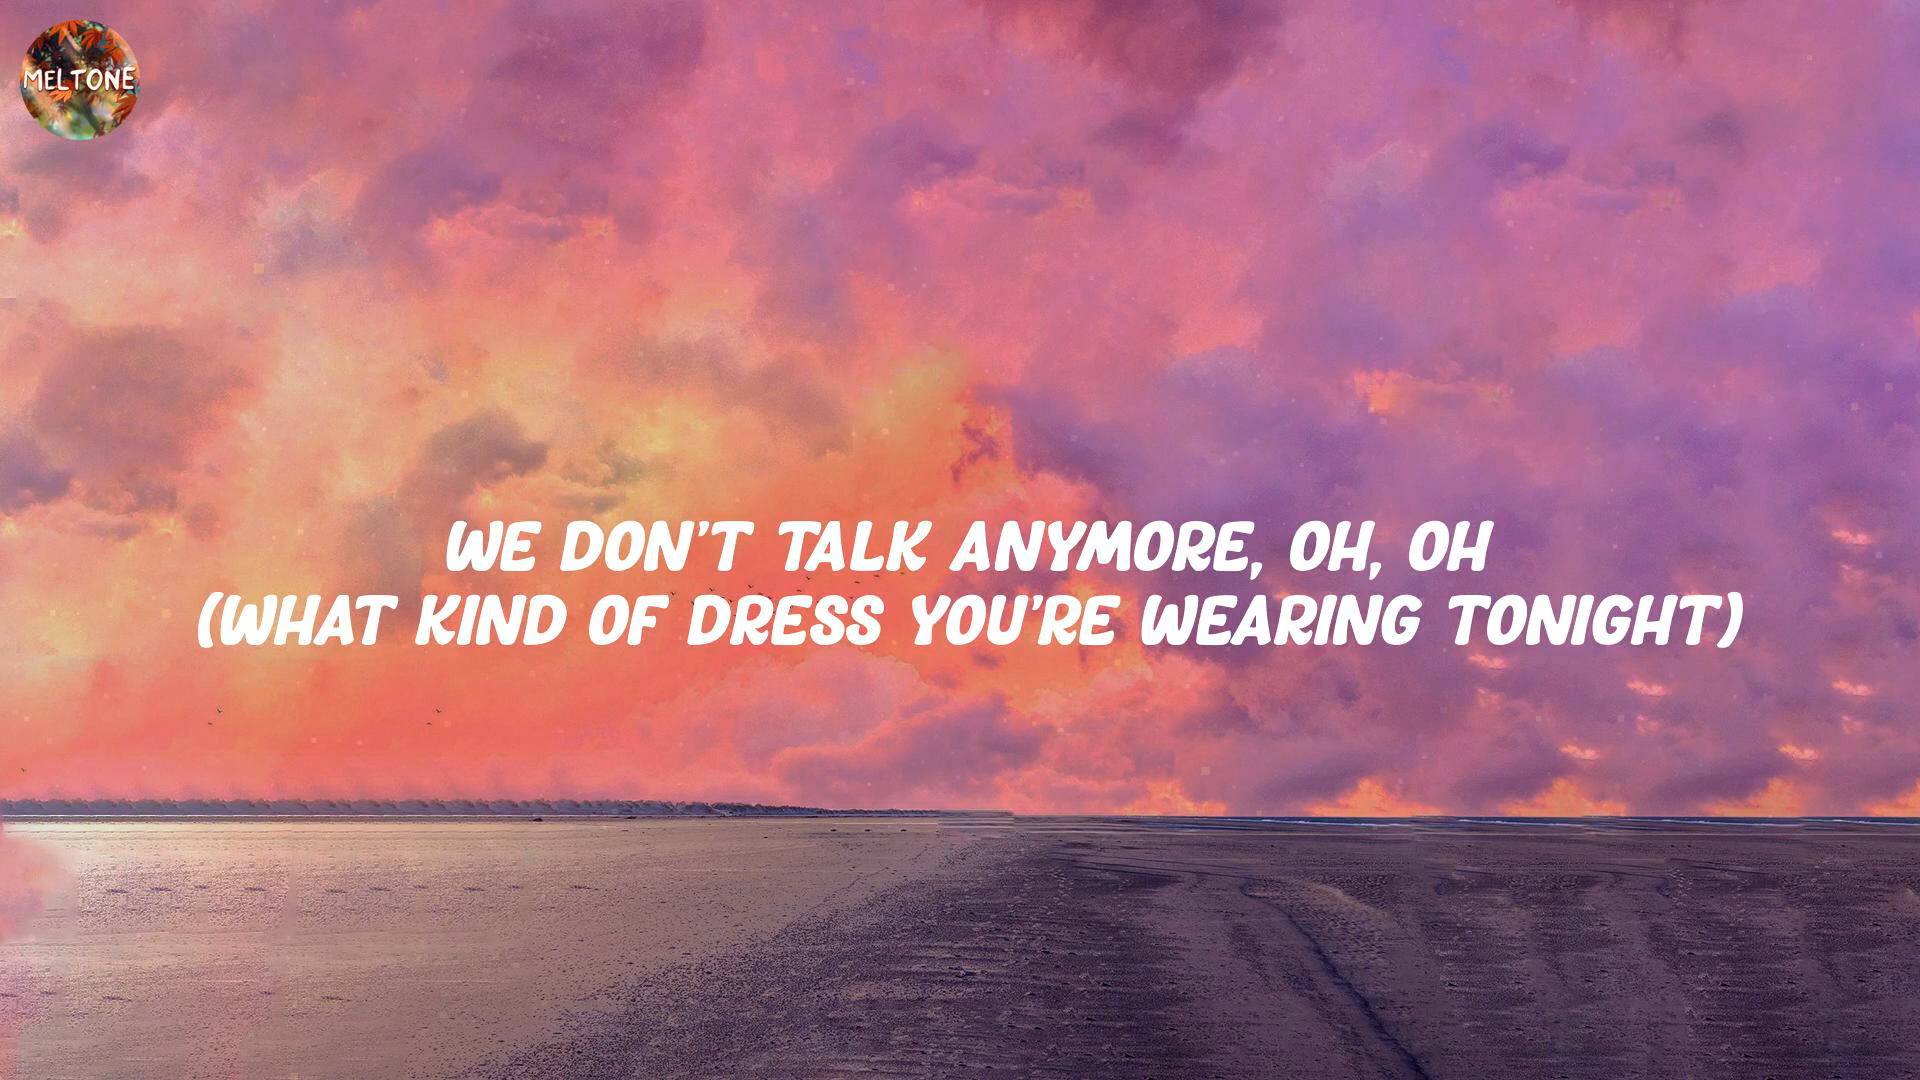 MELTONE
WE DON'T TALK ANYMORE, OH, OH
(WHAT KIND OF DRESS YOU'RE WEARING TONIGHT)